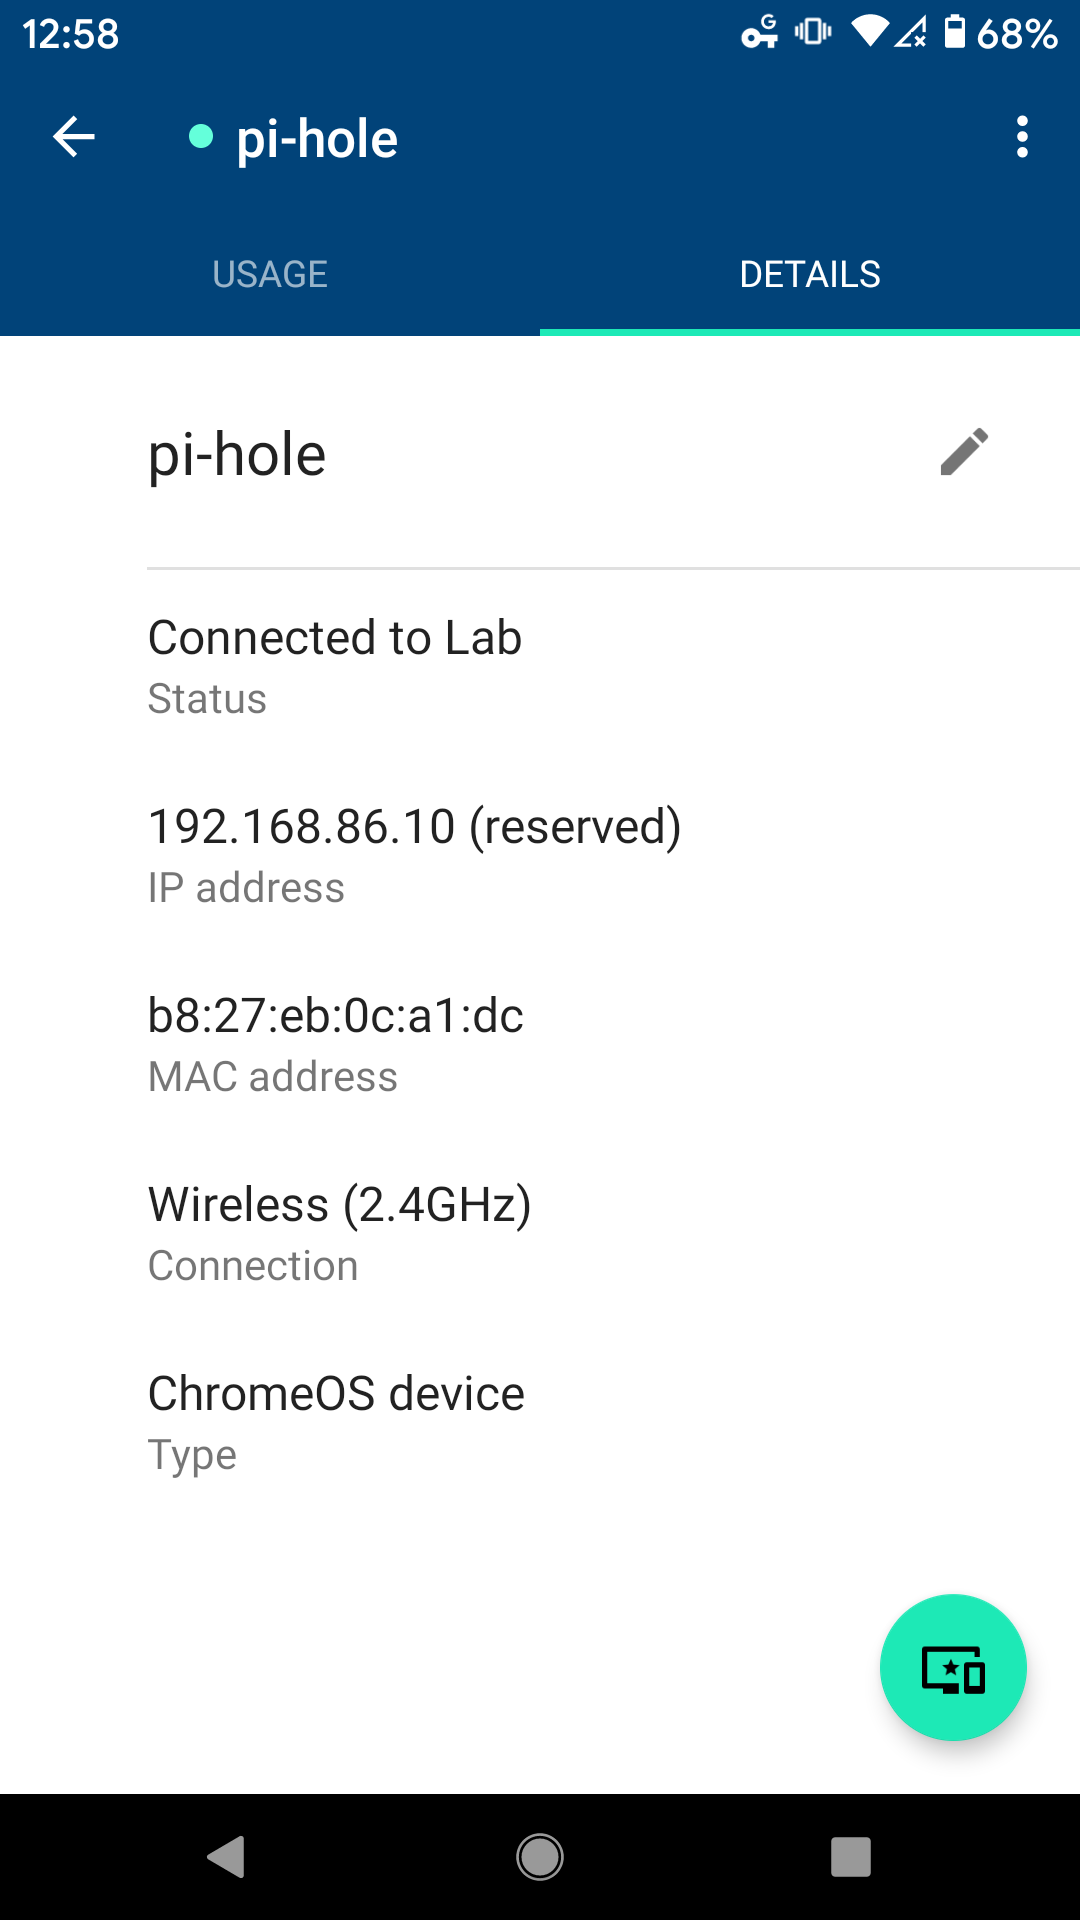 12:58
G
68%
pi-hole
USAGE
DETAILS
pi-hole
Connected to Lab
Status
192.168.86.10 (reserved)
IP address
b8:27:eb:0c:a1:dc
MAC address
Wireless (2.4GHz)
Connection
ChromeOS device
Type